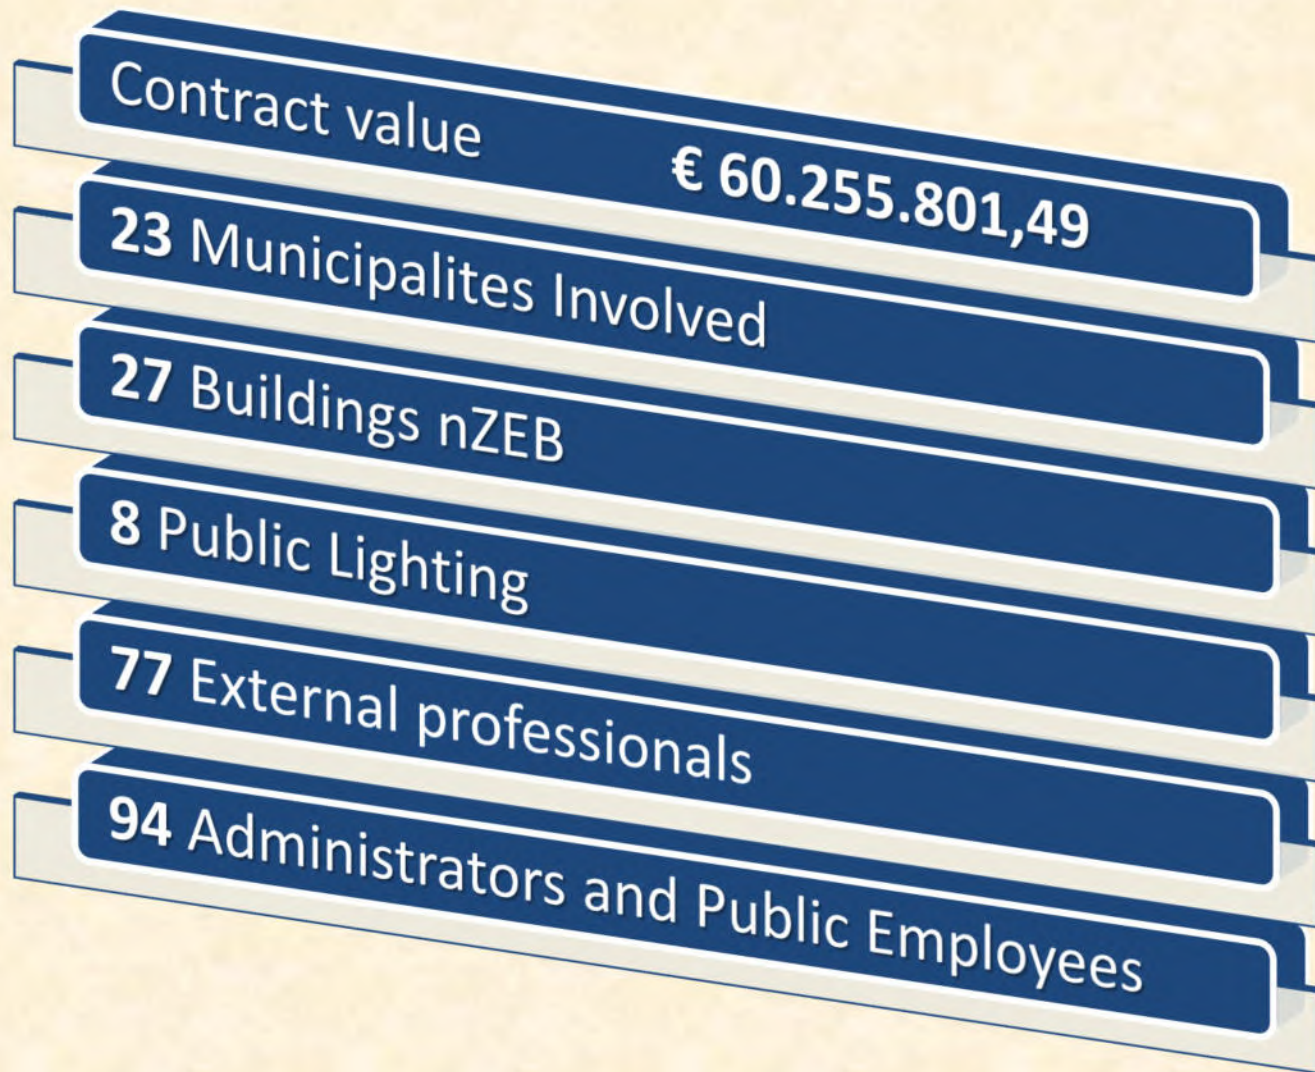 Contract value € 60.255.801,49
23 Municipalites Involved
27 Buildings nZEB
8 Public Lighting
77 External professionals
94 Administrators and Public Employees